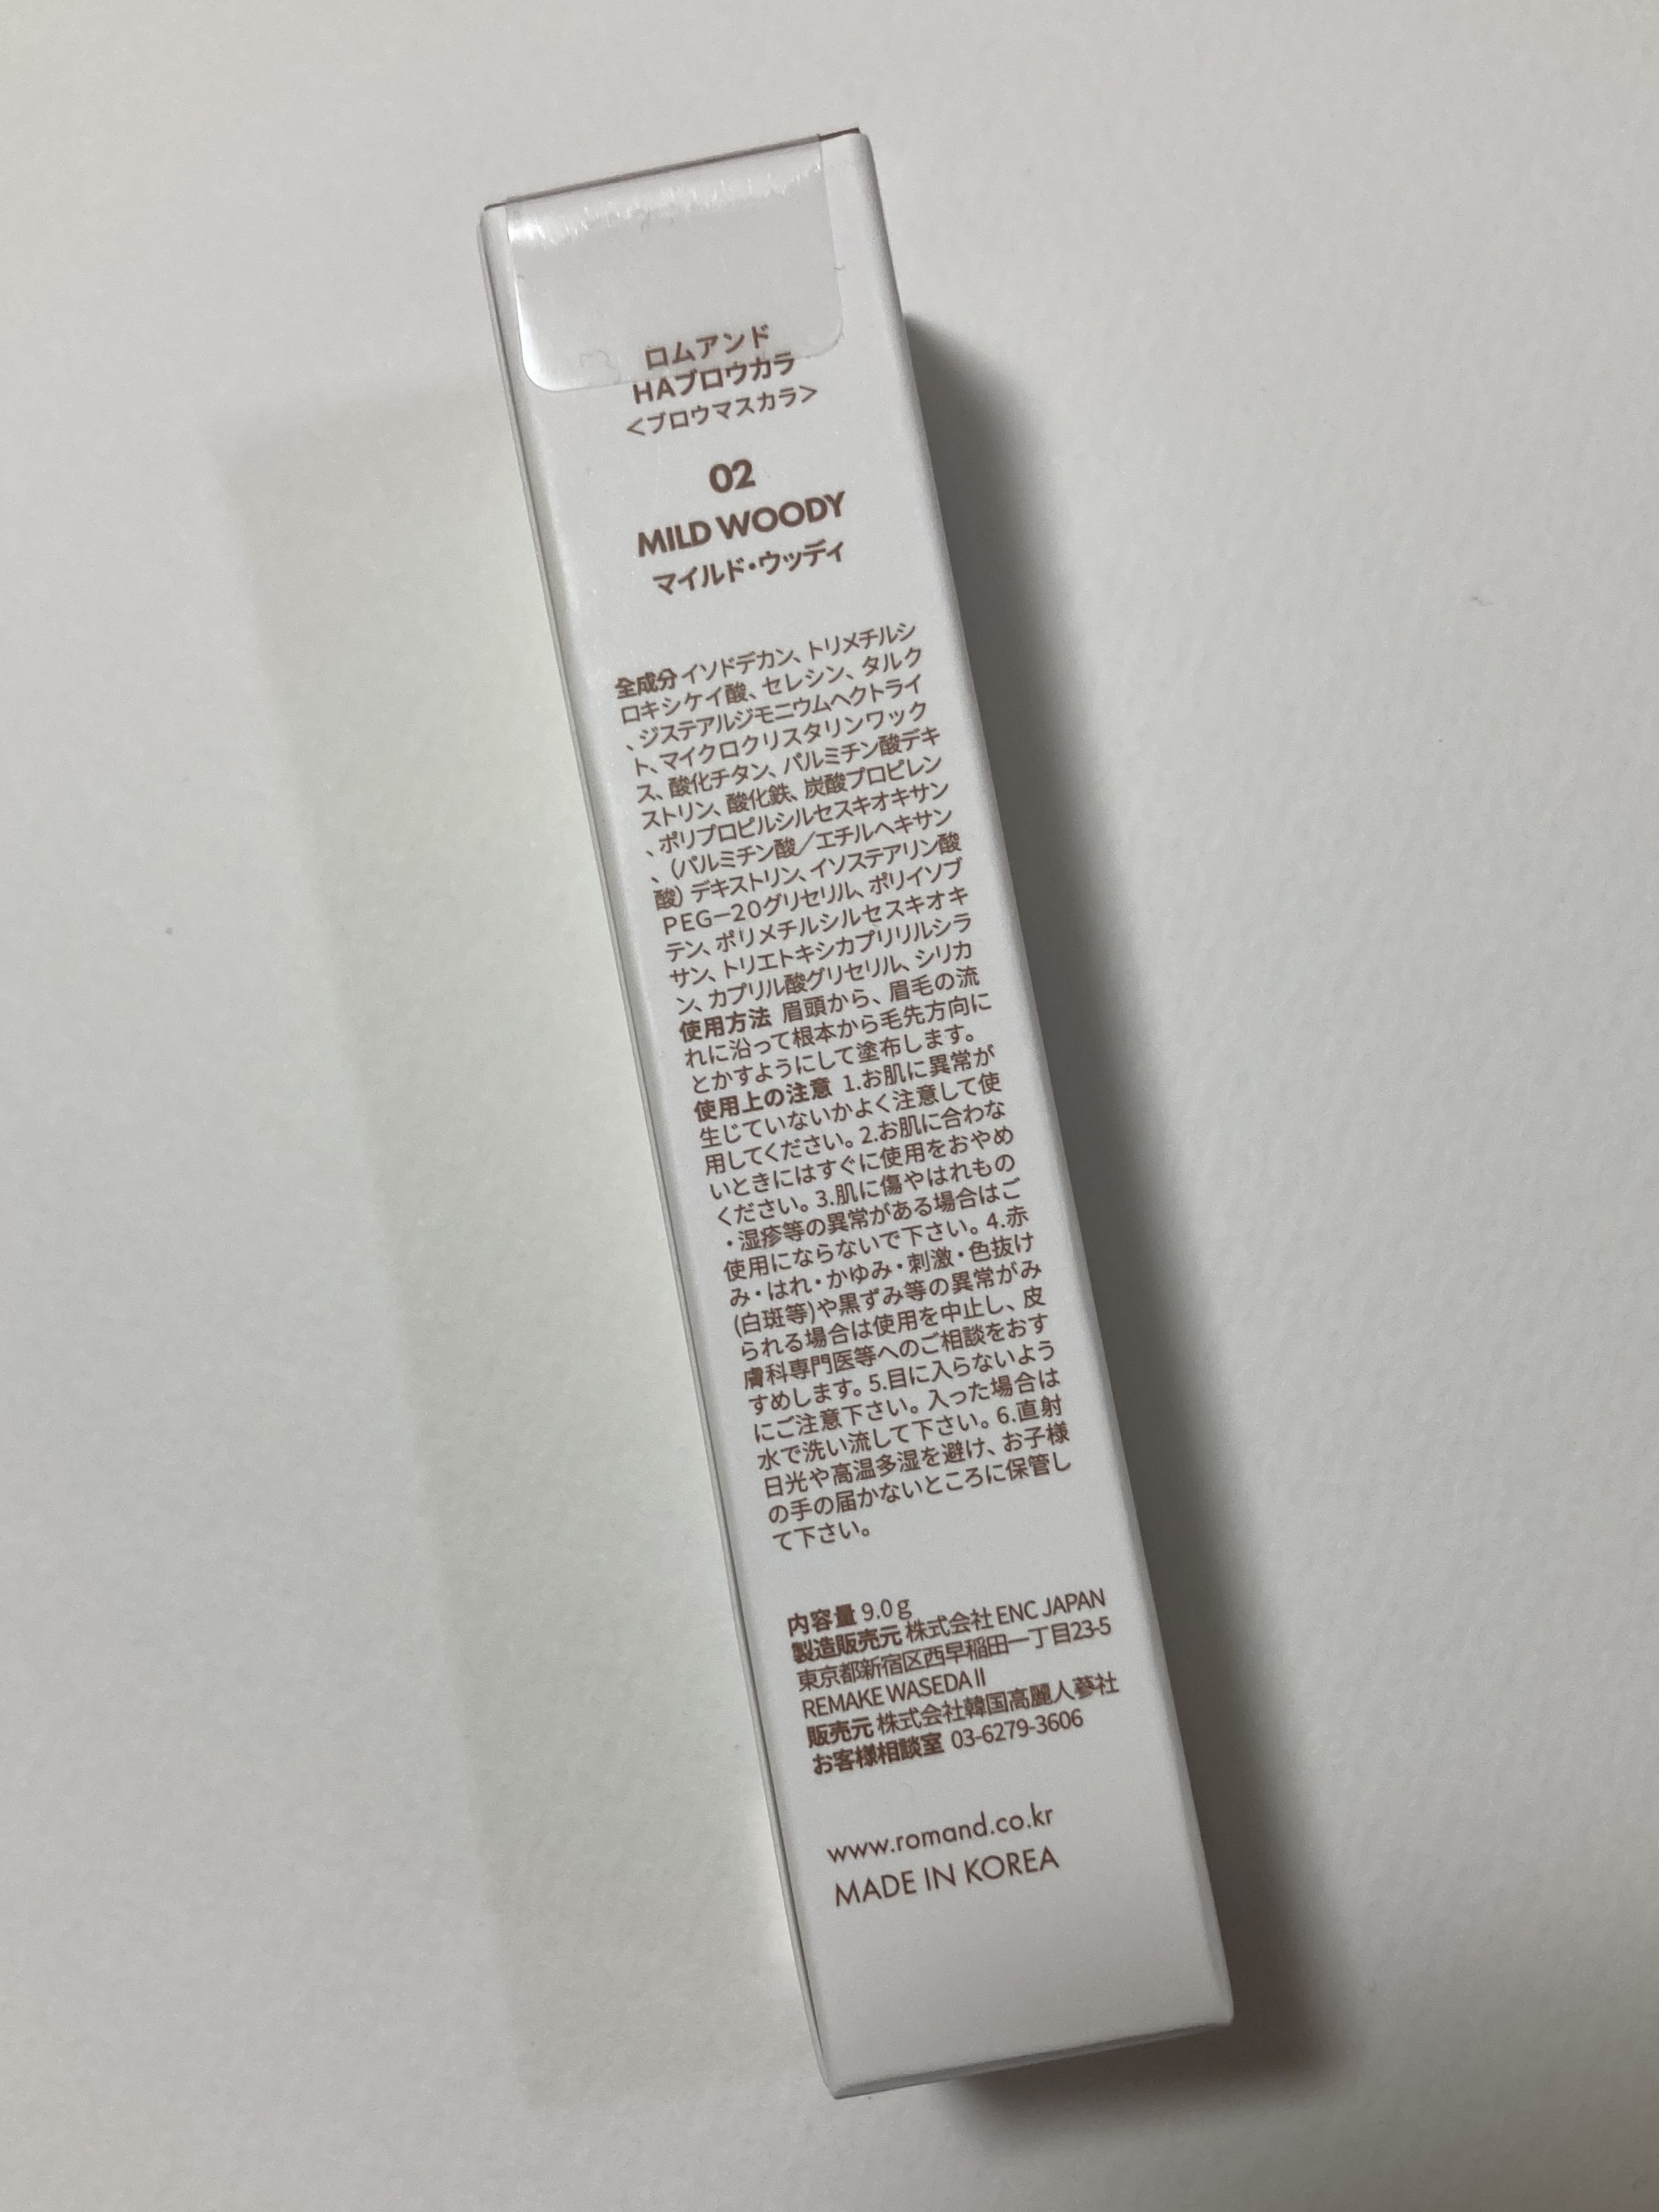 ロムアンド
HAブロウカラ
<ブロウマスカラ>
02
MILD WOODY
マイルド・ウッディ
全成分 イソドデカン、トリメチルシ
ロキシケイ酸、セレシン、タルク
、ジステアルジモニウムヘクトライ
ト、マイクロクリスタリンワック
ス、酸化チタン、パルミチン酸デキ
ストリン、酸化鉄、炭酸プロピレン
、ポリプロピルシルセスキオキサン
、（パルミチン酸／エチルヘキサン
酸）デキストリン、イソステアリン酸
PEG－20グリセリル、ポリイソブ
テン、ポリメチルシルセスキオキ
サン、トリエトキシカプリリルシラ
ン、カプリル酸グリセリル、シリカ
使用方法 眉頭から、眉毛の流
れに沿って根本から毛先方向に
とかすようにして塗布します。
使用上の注意 1.お肌に異常が
生じていないかよく注意して使
用してください。2.お肌に合わな
いときにはすぐに使用をおやめ
ください。3.肌に傷やはれもの
・湿疹等の異常がある場合はご
使用にならないで下さい。4.赤
み・はれ・かゆみ・刺激・色抜け
(白斑等)や黒ずみ等の異常がみ
られる場合は使用を中止し、皮
膚科専門医等へのご相談をおす
すめします。5.目に入らないよう
にご注意下さい。入った場合は
水で洗い流して下さい。6.直射
日光や高温多湿を避け、お子様
の手の届かないところに保管し
て下さい。
内容量 9.0g
製造販売元 株式会社 ENC JAPAN
東京都新宿区西早稲田一丁目23-5
REMAKE WASEDA II
販売元 株式会社韓国高麗人蔘社
お客様相談室 03-6279-3606
www.romand.co.kr
MADE IN KOREA